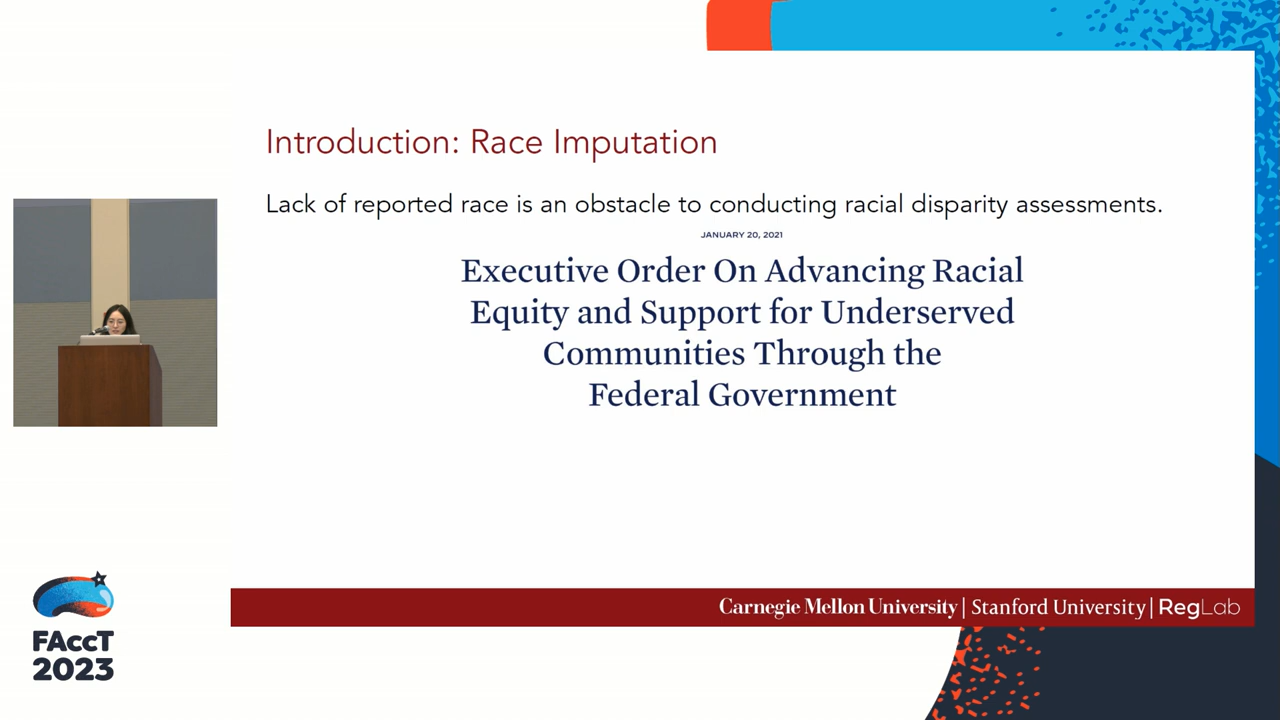 Introduction: Race Imputation
Lack of reported race is an obstacle to conducting racial disparity assessments.
JANUARY 20, 2021
Executive Order On Advancing Racial
Equity and Support for Underserved
Communities Through the
Federal Government
Carnegie Mellon University | Stanford University | RegLab
FAccT
2023